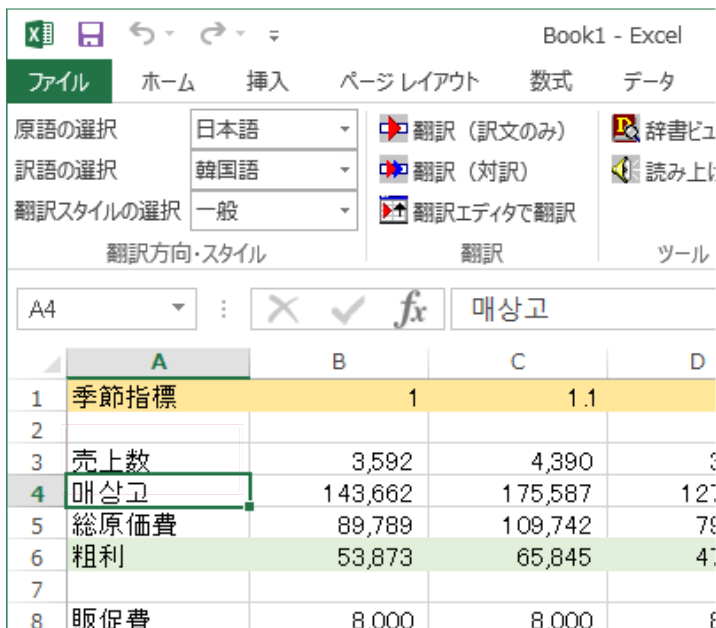 Book1 - Excel
ファイル ホーム 挿入 ページ レイアウト 数式 データ
原語の選択 日本語 翻訳（訳文のみ） 辞書ビュ
訳語の選択 韓国語 翻訳（対訳） 読み上げ
翻訳スタイルの選択 一般 翻訳エディタで翻訳
翻訳方向・スタイル 翻訳 ツール
A4 fx 매상고
A B C D
1 季節指標 1 1.1
2
3 売上数 3,592 4,390
4 매상고 143,662 175,587 127
5 総原価費 89,789 109,742 79
6 粗利 53,873 65,845 47
7
8 販促費 8,000 8,000